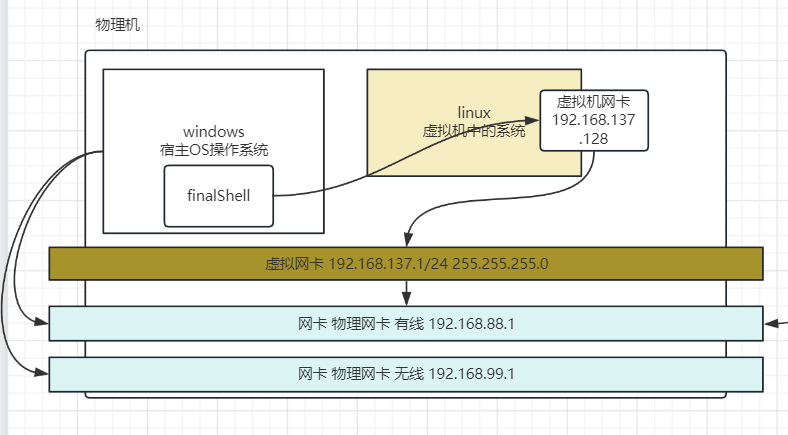 物理机
windows
宿主OS操作系统
finalShell
linux
虚拟机中的系统
虚拟机网卡
192.168.137
.128
虚拟网卡 192.168.137.1/24 255.255.255.0
网卡 物理网卡 有线 192.168.88.1
网卡 物理网卡 无线 192.168.99.1